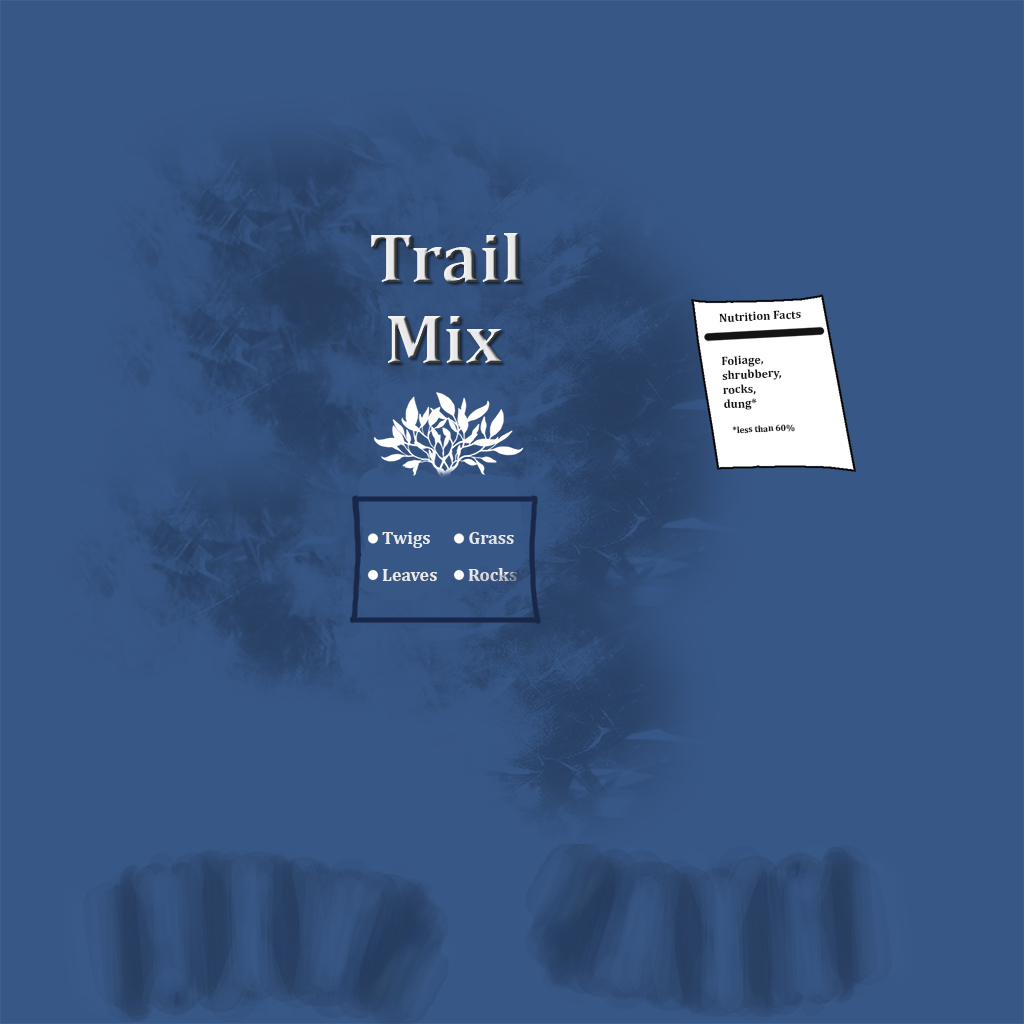 Trail
Mix
• Twigs • Grass
• Leaves • Rocks
Nutrition Facts
Foliage,
shrubbery,
rocks,
dung*
*less than 60%